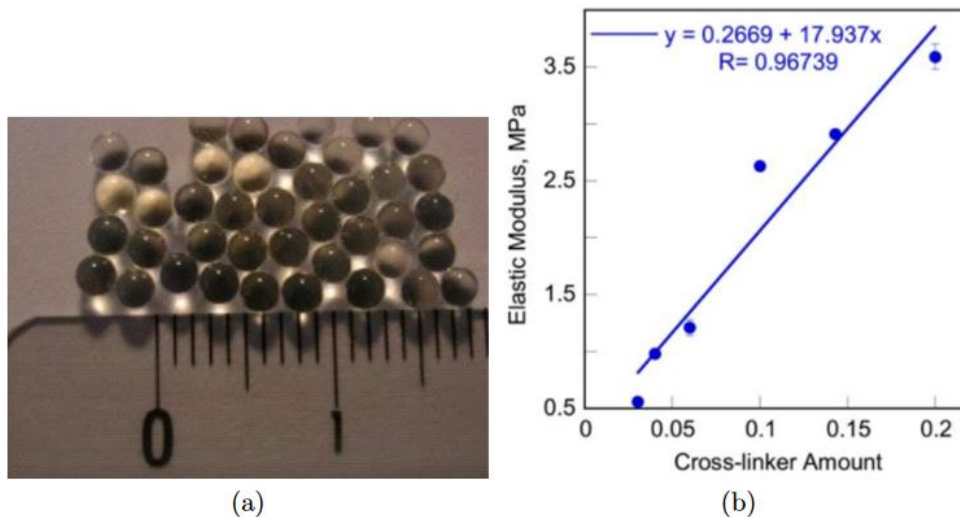 y = 0.2669 + 17.937x
R= 0.96739
3.5
2.5
1.5
0.5
Elastic Modulus, MPa
0 0.05 0.1 0.15 0.2
Cross-linker Amount
0 1
(a) (b)